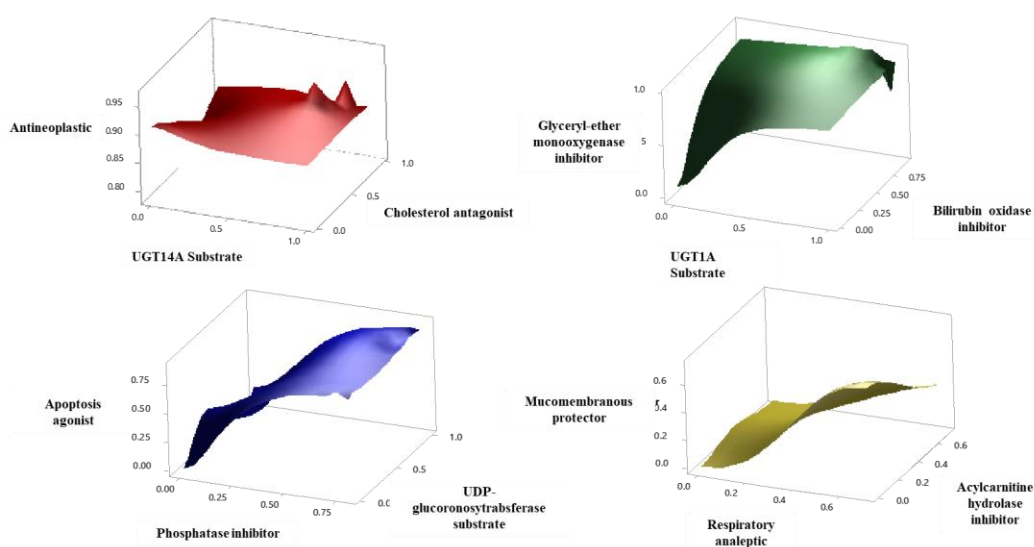 0.95
Antineoplastic
0.90
0.85
0.80
0.0
0.5
1.0
0.0
0.5
1.0
Cholesterol antagonist
UGT14A Substrate
1.0
Glyceryl-ether
monooxygenase
inhibitor
5
0.0
0.0
0.5
1.0
0.00
0.25
0.50
0.75
Bilirubin oxidase
inhibitor
UGT1A
Substrate
0.75
Apoptosis
agonist
0.50
0.25
0.00
0.00
0.25
0.50
0.75
0.0
0.5
1.0
UDP-
glucoronosytrabsferase
substrate
Phosphatase inhibitor
0.6
Mucomembranous
protector
0.4
0.2
0.0
0.0
0.2
0.4
0.6
0.0
0.2
0.4
0.6
Acylcarnitine
hydrolase
inhibitor
Respiratory
analeptic